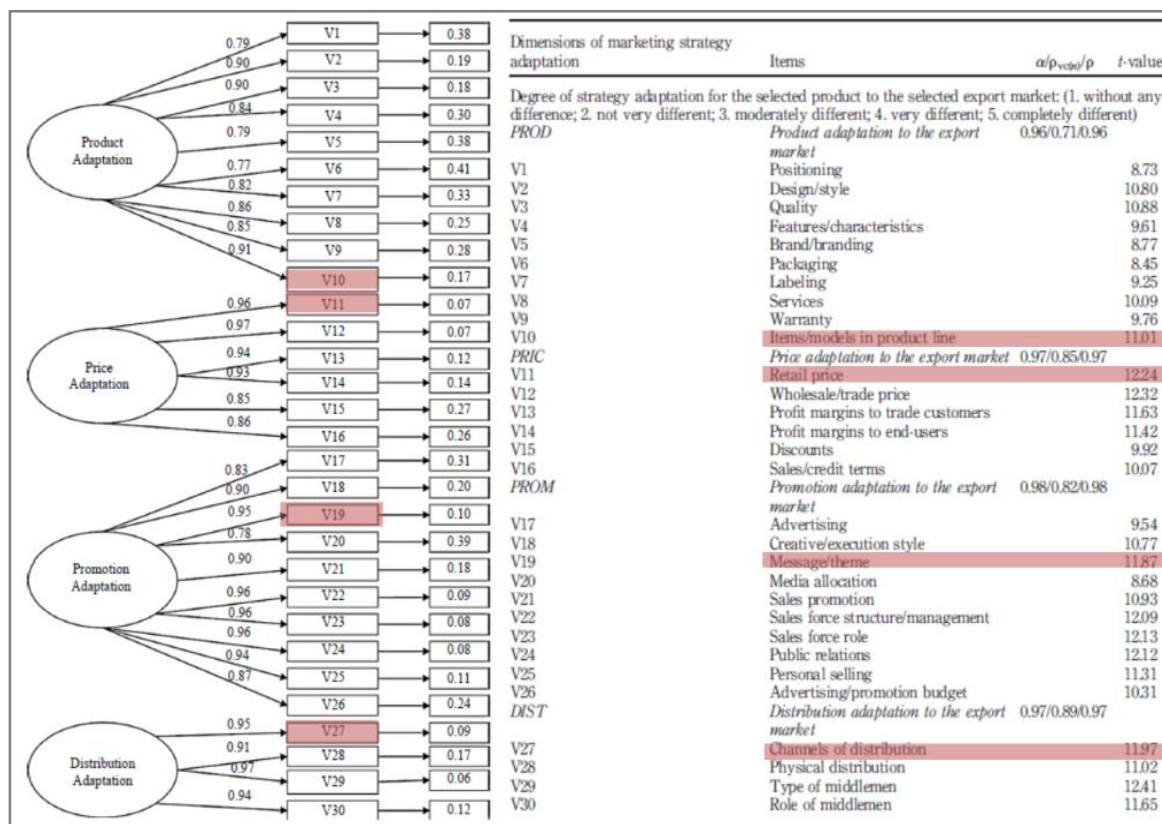 0.79
0.90
0.90
0.84
0.79
0.77
0.82
0.86
0.85
0.91
Product
Adaptation
V1 0.38
V2 0.19
V3 0.18
V4 0.30
V5 0.38
V6 0.41
V7 0.33
V8 0.25
V9 0.28
V10 0.17
0.96
0.97
0.94
0.93
0.85
0.86
Price
Adaptation
V11 0.07
V12 0.07
V13 0.12
V14 0.14
V15 0.27
V16 0.26
0.83
0.90
0.95
0.78
0.90
0.96
0.96
0.96
0.94
0.87
Promotion
Adaptation
V17 0.31
V18 0.20
V19 0.10
V20 0.39
V21 0.18
V22 0.09
V23 0.08
V24 0.08
V25 0.11
V26 0.24
0.95
0.91
0.97
0.94
Distribution
Adaptation
V27 0.09
V28 0.17
V29 0.06
V30 0.12
Dimensions of marketing strategy
adaptation Items α/ρvc(n)/ρ t-value
Degree of strategy adaptation for the selected product to the selected export market: (1. without any
difference; 2. not very different; 3. moderately different; 4. very different; 5. completely different)
PROD Product adaptation to the export 0.96/0.71/0.96
market
V1 Positioning 8.73
V2 Design/style 10.80
V3 Quality 10.88
V4 Features/characteristics 9.61
V5 Brand/branding 8.77
V6 Packaging 8.45
V7 Labeling 9.25
V8 Services 10.09
V9 Warranty 9.76
V10 Items/models in product line 11.01
PRIC Price adaptation to the export market 0.97/0.85/0.97
V11 Retail price 12.24
V12 Wholesale/trade price 12.32
V13 Profit margins to trade customers 11.63
V14 Profit margins to end-users 11.42
V15 Discounts 9.92
V16 Sales/credit terms 10.07
PROM Promotion adaptation to the export 0.98/0.82/0.98
market
V17 Advertising 9.54
V18 Creative/execution style 10.77
V19 Message/theme 11.87
V20 Media allocation 8.68
V21 Sales promotion 10.93
V22 Sales force structure/management 12.09
V23 Sales force role 12.13
V24 Public relations 12.12
V25 Personal selling 11.31
V26 Advertising/promotion budget 10.31
DIST Distribution adaptation to the export 0.97/0.89/0.97
market
V27 Channels of distribution 11.97
V28 Physical distribution 11.02
V29 Type of middlemen 12.41
V30 Role of middlemen 11.65